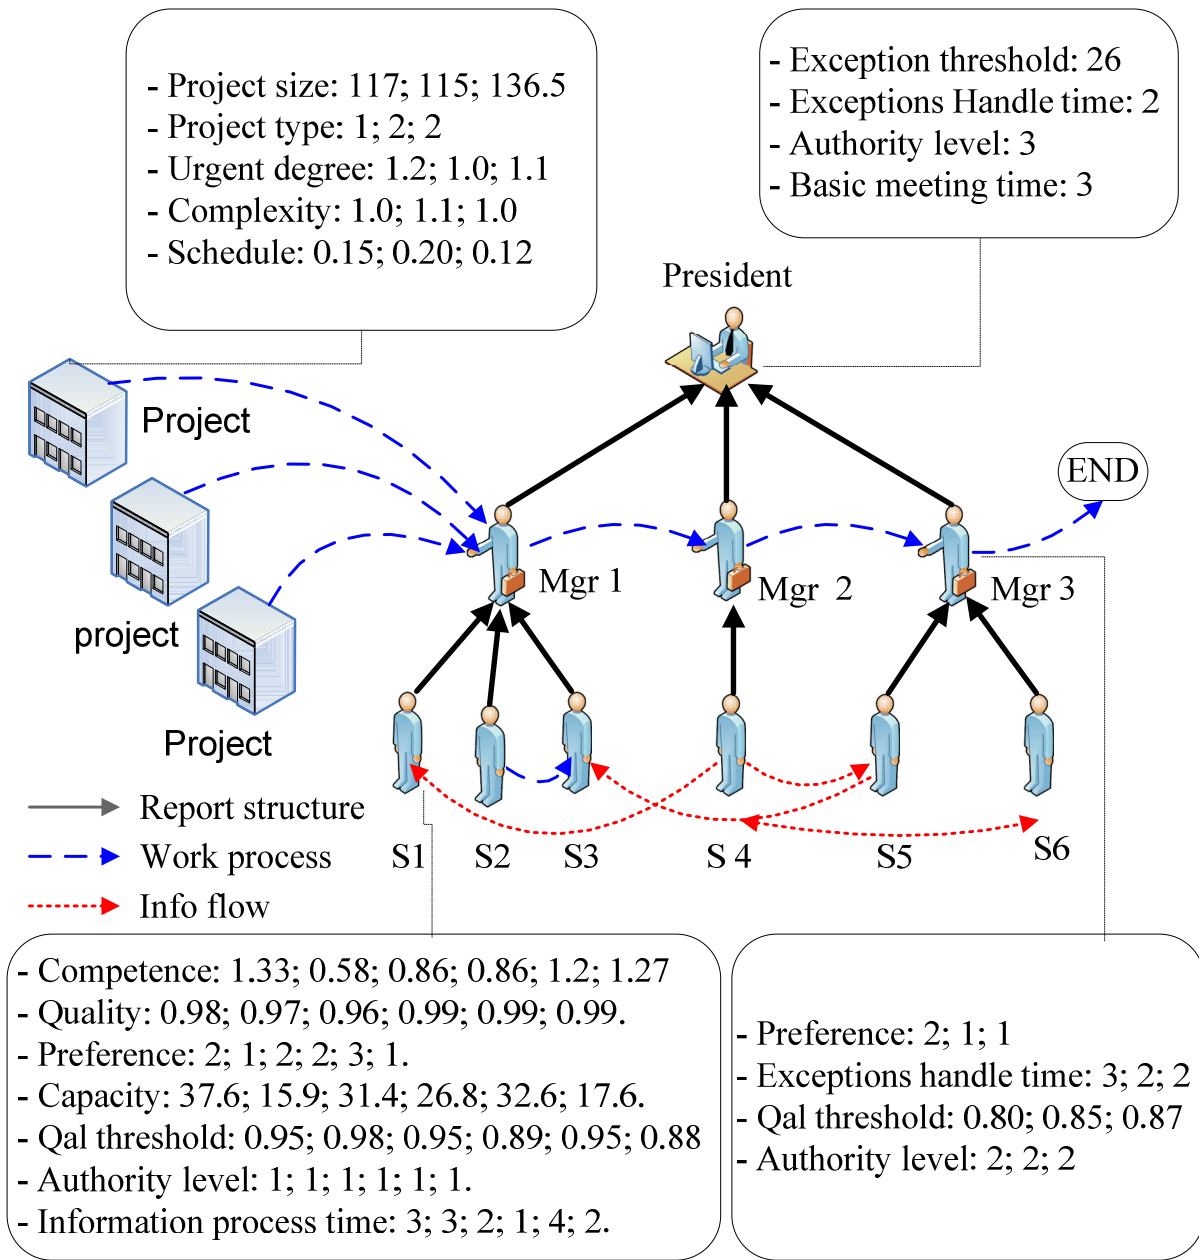 - Project size: 117; 115; 136.5
- Project type: 1; 2; 2
- Urgent degree: 1.2; 1.0; 1.1
- Complexity: 1.0; 1.1; 1.0
- Schedule: 0.15; 0.20; 0.12
- Exception threshold: 26
- Exceptions Handle time: 2
- Authority level: 3
- Basic meeting time: 3
President
Project
project
Project
END
Mgr 1
Mgr 2
Mgr 3
S1
S2
S3
S 4
S5
S6
Report structure
Work process
Info flow
- Competence: 1.33; 0.58; 0.86; 0.86; 1.2; 1.27
- Quality: 0.98; 0.97; 0.96; 0.99; 0.99; 0.99.
- Preference: 2; 1; 2; 2; 3; 1.
- Capacity: 37.6; 15.9; 31.4; 26.8; 32.6; 17.6.
- Qal threshold: 0.95; 0.98; 0.95; 0.89; 0.95; 0.88
- Authority level: 1; 1; 1; 1; 1; 1.
- Information process time: 3; 3; 2; 1; 4; 2.
- Preference: 2; 1; 1
- Exceptions handle time: 3; 2; 2
- Qal threshold: 0.80; 0.85; 0.87
- Authority level: 2; 2; 2